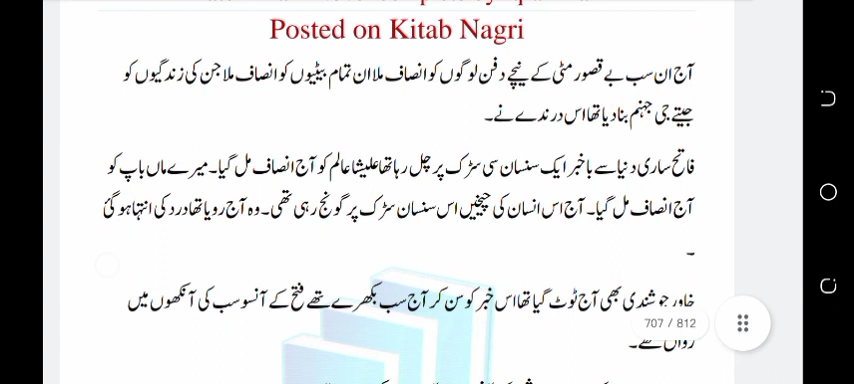 Posted on Kitab Nagri
آج ان سب بے قصور مٹی کے نیچے دفن لوگوں کو انصاف ملا ان تمام بیٹیوں کو انصاف ملا جن کی زندگیوں کو
جیتے جی جہنم بنا دیا تھا اس درندے نے۔
فاتح ساری دنیا سے باخبر ایک سنسان سی سڑک پر چل رہا تھا علیشا عالم کو آج انصاف مل گیا۔ میرے ماں باپ کو
آج انصاف مل گیا۔ آج اس انسان کی چیخیں اس سنسان سڑک پر گونج رہی تھی۔ وہ آج رویا تھا درد کی انتہا ہو گئ
۔
خاور جو شندی بھی آج ٹوٹ گیا تھا اس خبر کو سن کر آج سب بکھرے تھے فتح کے آنسو سب کی آنکھوں میں
رواں تھے۔
707 / 812